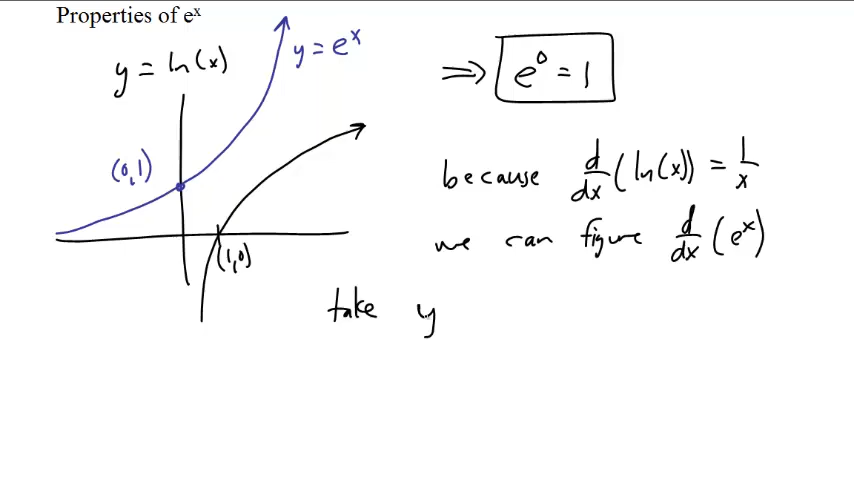 Properties of eˣ
y = ln(x)
y = eˣ
⇒ e⁰ = 1
(0,1)
(1,0)
because d/dx (ln(x)) = 1/x
we can figure d/dx (eˣ)
take y